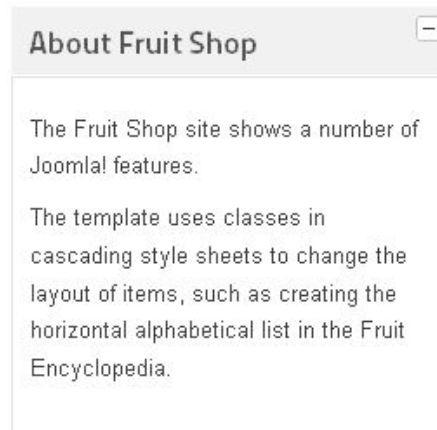 About Fruit Shop
The Fruit Shop site shows a number of
Joomla! features.
The template uses classes in
cascading style sheets to change the
layout of items, such as creating the
horizontal alphabetical list in the Fruit
Encyclopedia.